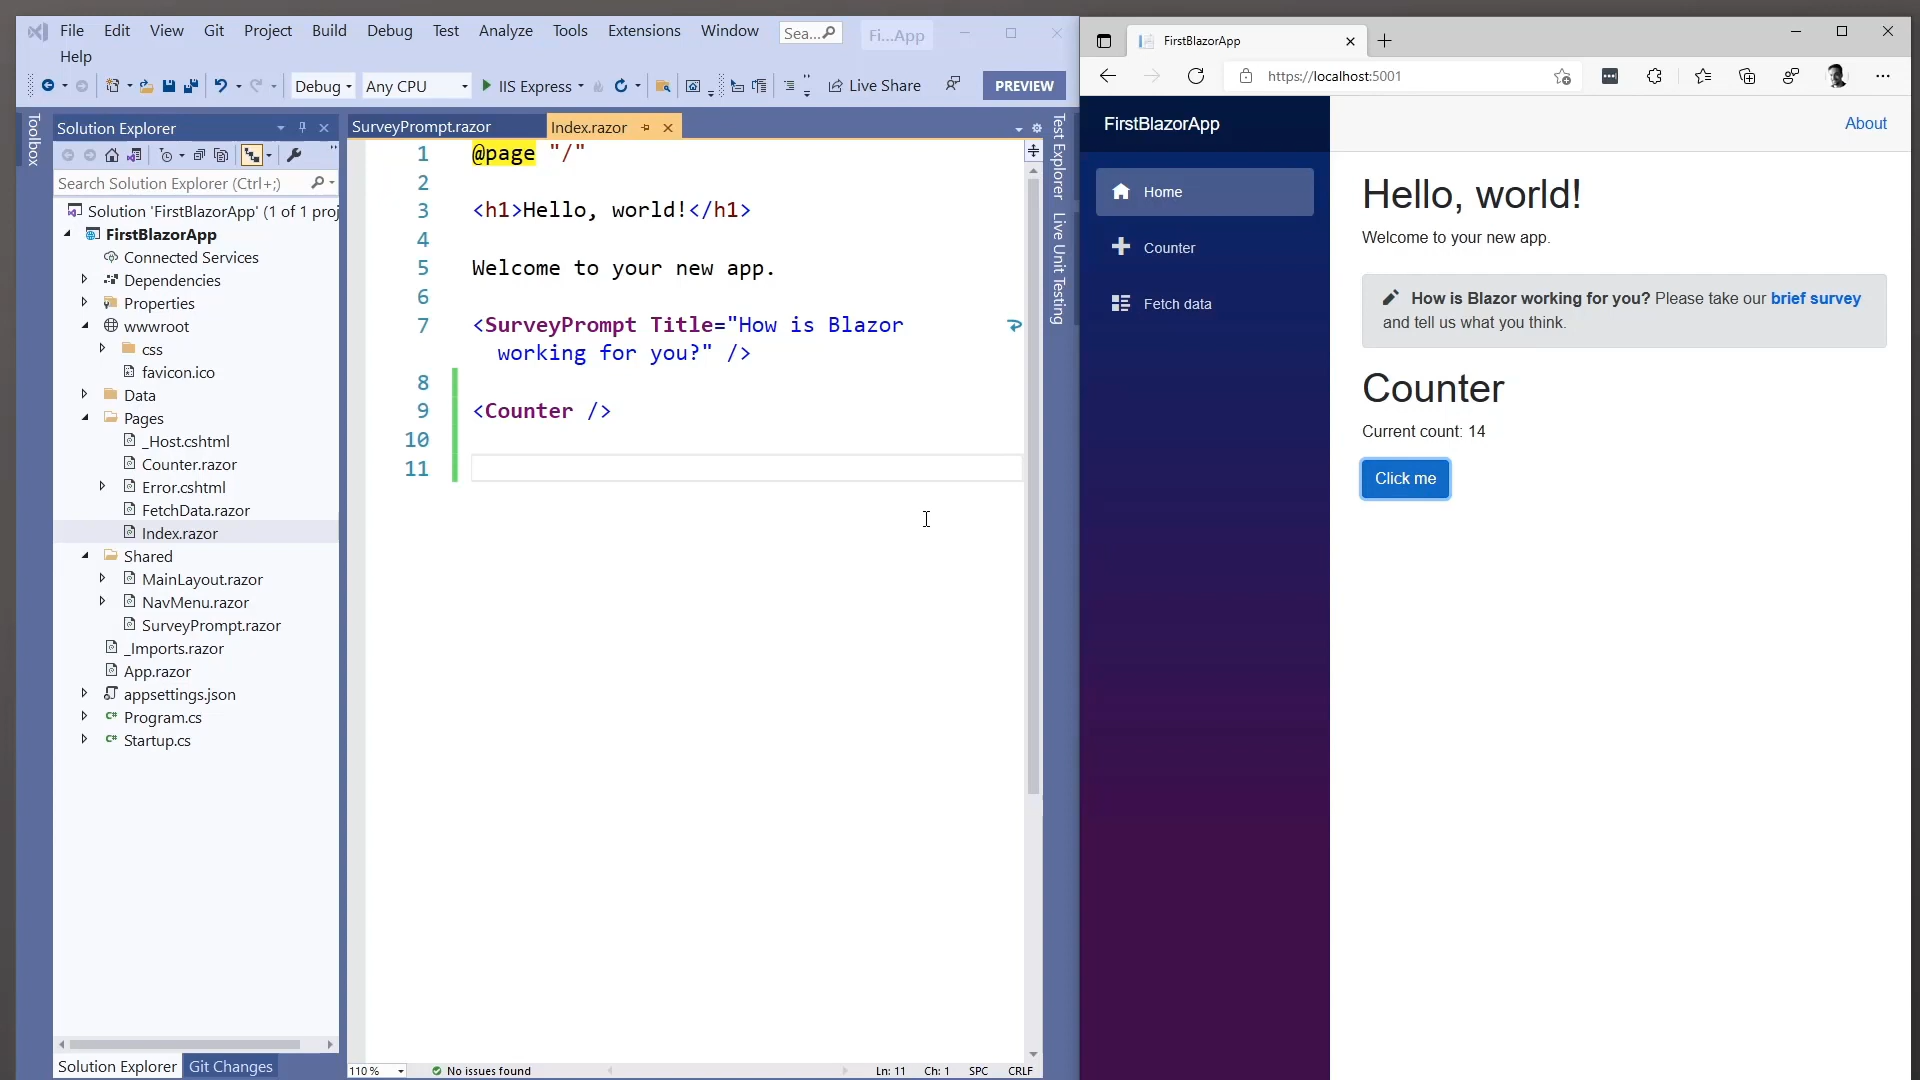 File Edit View Git Project Build Debug Test Analyze Tools Extensions Window Sea... Fi...App
Help
Debug Any CPU IIS Express Live Share PREVIEW
Toolbox
Solution Explorer
Search Solution Explorer (Ctrl+;)
Solution 'FirstBlazorApp' (1 of 1 proj
FirstBlazorApp
Connected Services
Dependencies
Properties
wwwroot
css
favicon.ico
Data
Pages
_Host.cshtml
Counter.razor
Error.cshtml
FetchData.razor
Index.razor
Shared
MainLayout.razor
NavMenu.razor
SurveyPrompt.razor
_Imports.razor
App.razor
appsettings.json
C# Program.cs
C# Startup.cs
Solution Explorer Git Changes
SurveyPrompt.razor Index.razor
1 @page "/"
2
3 <h1>Hello, world!</h1>
4
5 Welcome to your new app.
6
7 <SurveyPrompt Title="How is Blazor
working for you?" />
8
9 <Counter />
10
11
110 % No issues found Ln: 11 Ch: 1 SPC CRLF
Test Explorer
Live Unit Testing
FirstBlazorApp
https://localhost:5001
FirstBlazorApp
About
Home
Counter
Fetch data
Hello, world!
Welcome to your new app.
How is Blazor working for you? Please take our brief survey
and tell us what you think.
Counter
Current count: 14
Click me